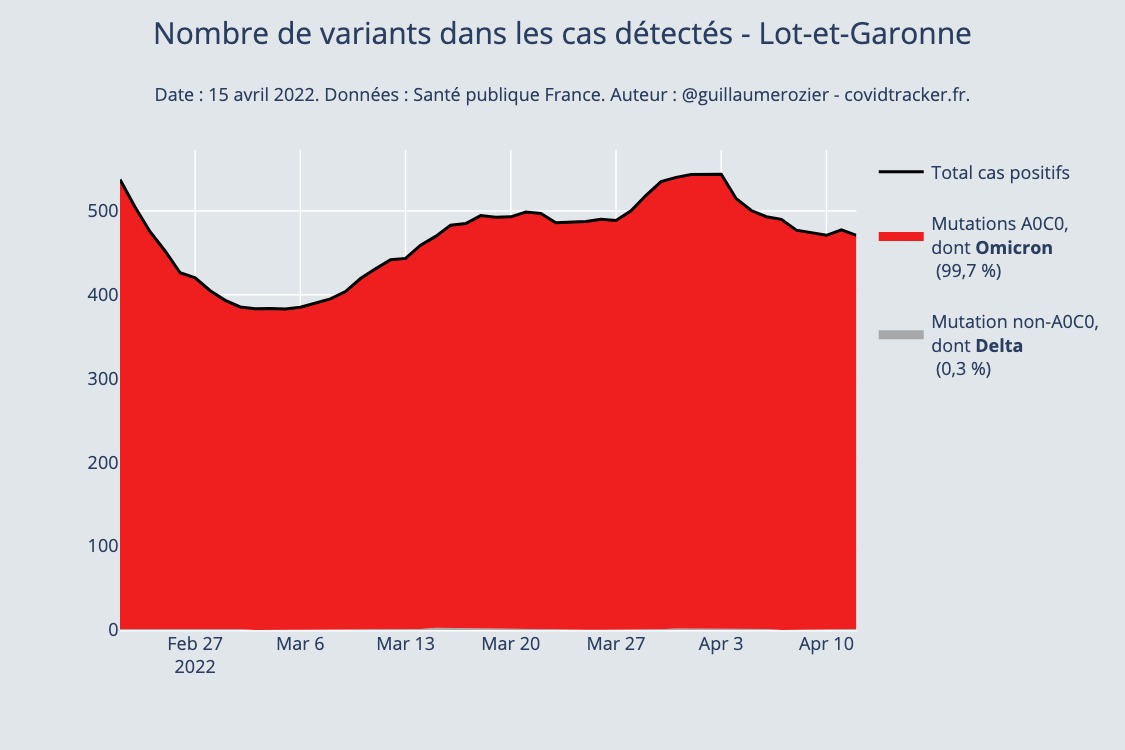 Nombre de variants dans les cas détectés - Lot-et-Garonne
Date : 15 avril 2022. Données : Santé publique France. Auteur : @guillaumerozier - covidtracker.fr.
Total cas positifs
Mutations A0C0,
dont Omicron
(99,7 %)
Mutation non-A0C0,
dont Delta
(0,3 %)
500
400
300
200
100
0
Feb 27
2022
Mar 6
Mar 13
Mar 20
Mar 27
Apr 3
Apr 10